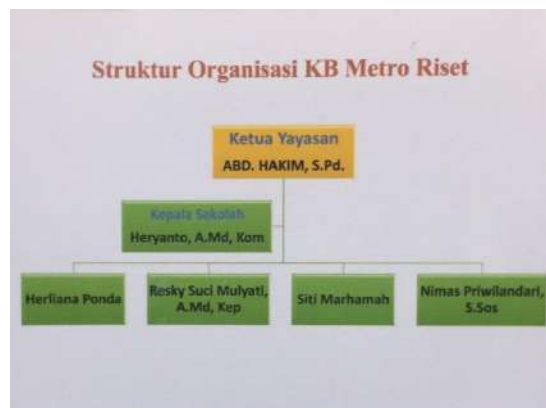 Struktur Organisasi KB Metro Riset
Ketua Yayasan
ABD. HAKIM, S.Pd.
Kepala Sekolah
Heryanto, A.Md, Kom
Herliana Ponda
Resky Suci Mulyati,
A.Md, Kep
Siti Marhamah
Nimas Priwilandari,
S.Sos